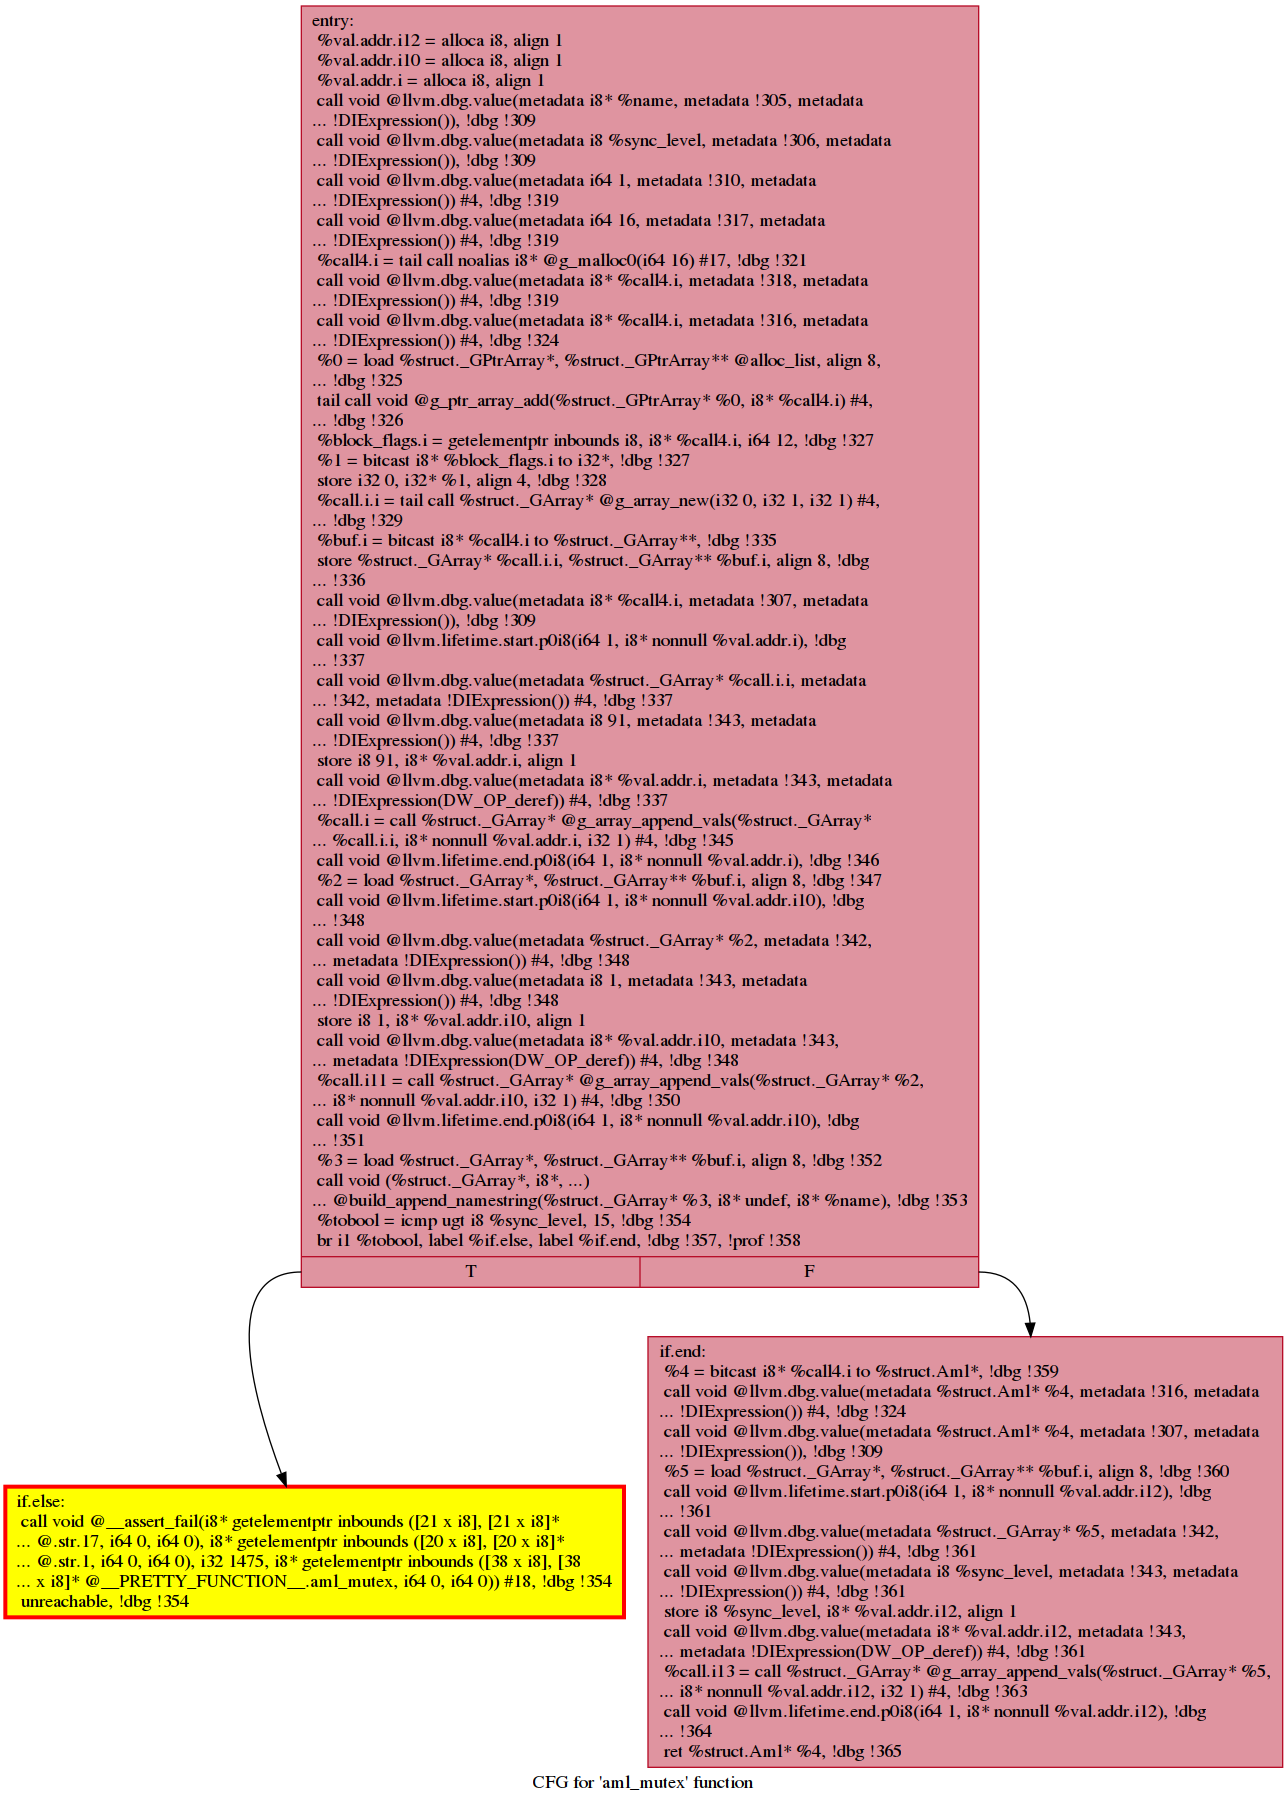 entry:
%val.addr.i12 = alloca i8, align 1
%val.addr.i10 = alloca i8, align 1
%val.addr.i = alloca i8, align 1
call void @llvm.dbg.value(metadata i8* %name, metadata !305, metadata
... !DIExpression()), !dbg !309
call void @llvm.dbg.value(metadata i8 %sync_level, metadata !306, metadata
... !DIExpression()), !dbg !309
call void @llvm.dbg.value(metadata i64 1, metadata !310, metadata
... !DIExpression()) #4, !dbg !319
call void @llvm.dbg.value(metadata i64 16, metadata !317, metadata
... !DIExpression()) #4, !dbg !319
%call4.i = tail call noalias i8* @g_malloc0(i64 16) #17, !dbg !321
call void @llvm.dbg.value(metadata i8* %call4.i, metadata !318, metadata
... !DIExpression()) #4, !dbg !319
call void @llvm.dbg.value(metadata i8* %call4.i, metadata !316, metadata
... !DIExpression()) #4, !dbg !324
%0 = load %struct._GPtrArray*, %struct._GPtrArray** @alloc_list, align 8,
... !dbg !325
tail call void @g_ptr_array_add(%struct._GPtrArray* %0, i8* %call4.i) #4,
... !dbg !326
%block_flags.i = getelementptr inbounds i8, i8* %call4.i, i64 12, !dbg !327
%1 = bitcast i8* %block_flags.i to i32*, !dbg !327
store i32 0, i32* %1, align 4, !dbg !328
%call.i.i = tail call %struct._GArray* @g_array_new(i32 0, i32 1, i32 1) #4,
... !dbg !329
%buf.i = bitcast i8* %call4.i to %struct._GArray**, !dbg !335
store %struct._GArray* %call.i.i, %struct._GArray** %buf.i, align 8, !dbg
... !336
call void @llvm.dbg.value(metadata i8* %call4.i, metadata !307, metadata
... !DIExpression()), !dbg !309
call void @llvm.lifetime.start.p0i8(i64 1, i8* nonnull %val.addr.i), !dbg
... !337
call void @llvm.dbg.value(metadata %struct._GArray* %call.i.i, metadata
... !342, metadata !DIExpression()) #4, !dbg !337
call void @llvm.dbg.value(metadata i8 91, metadata !343, metadata
... !DIExpression()) #4, !dbg !337
store i8 91, i8* %val.addr.i, align 1
call void @llvm.dbg.value(metadata i8* %val.addr.i, metadata !343, metadata
... !DIExpression(DW_OP_deref)) #4, !dbg !337
%call.i = call %struct._GArray* @g_array_append_vals(%struct._GArray*
... %call.i.i, i8* nonnull %val.addr.i, i32 1) #4, !dbg !345
call void @llvm.lifetime.end.p0i8(i64 1, i8* nonnull %val.addr.i), !dbg !346
%2 = load %struct._GArray*, %struct._GArray** %buf.i, align 8, !dbg !347
call void @llvm.lifetime.start.p0i8(i64 1, i8* nonnull %val.addr.i10), !dbg
... !348
call void @llvm.dbg.value(metadata %struct._GArray* %2, metadata !342,
... metadata !DIExpression()) #4, !dbg !348
call void @llvm.dbg.value(metadata i8 1, metadata !343, metadata
... !DIExpression()) #4, !dbg !348
store i8 1, i8* %val.addr.i10, align 1
call void @llvm.dbg.value(metadata i8* %val.addr.i10, metadata !343,
... metadata !DIExpression(DW_OP_deref)) #4, !dbg !348
%call.i11 = call %struct._GArray* @g_array_append_vals(%struct._GArray* %2,
... i8* nonnull %val.addr.i10, i32 1) #4, !dbg !350
call void @llvm.lifetime.end.p0i8(i64 1, i8* nonnull %val.addr.i10), !dbg
... !351
%3 = load %struct._GArray*, %struct._GArray** %buf.i, align 8, !dbg !352
call void (%struct._GArray*, i8*, ...)
... @build_append_namestring(%struct._GArray* %3, i8* undef, i8* %name), !dbg !353
%tobool = icmp ugt i8 %sync_level, 15, !dbg !354
br i1 %tobool, label %if.else, label %if.end, !dbg !357, !prof !358
T F
if.else:
call void @__assert_fail(i8* getelementptr inbounds ([21 x i8], [21 x i8]*
... @.str.17, i64 0, i64 0), i8* getelementptr inbounds ([20 x i8], [20 x i8]*
... @.str.1, i64 0, i64 0), i32 1475, i8* getelementptr inbounds ([38 x i8], [38
... x i8]* @__PRETTY_FUNCTION__.aml_mutex, i64 0, i64 0)) #18, !dbg !354
unreachable, !dbg !354
if.end:
%4 = bitcast i8* %call4.i to %struct.Aml*, !dbg !359
call void @llvm.dbg.value(metadata %struct.Aml* %4, metadata !316, metadata
... !DIExpression()) #4, !dbg !324
call void @llvm.dbg.value(metadata %struct.Aml* %4, metadata !307, metadata
... !DIExpression()), !dbg !309
%5 = load %struct._GArray*, %struct._GArray** %buf.i, align 8, !dbg !360
call void @llvm.lifetime.start.p0i8(i64 1, i8* nonnull %val.addr.i12), !dbg
... !361
call void @llvm.dbg.value(metadata %struct._GArray* %5, metadata !342,
... metadata !DIExpression()) #4, !dbg !361
call void @llvm.dbg.value(metadata i8 %sync_level, metadata !343, metadata
... !DIExpression()) #4, !dbg !361
store i8 %sync_level, i8* %val.addr.i12, align 1
call void @llvm.dbg.value(metadata i8* %val.addr.i12, metadata !343,
... metadata !DIExpression(DW_OP_deref)) #4, !dbg !361
%call.i13 = call %struct._GArray* @g_array_append_vals(%struct._GArray* %5,
... i8* nonnull %val.addr.i12, i32 1) #4, !dbg !363
call void @llvm.lifetime.end.p0i8(i64 1, i8* nonnull %val.addr.i12), !dbg
... !364
ret %struct.Aml* %4, !dbg !365
CFG for 'aml_mutex' function